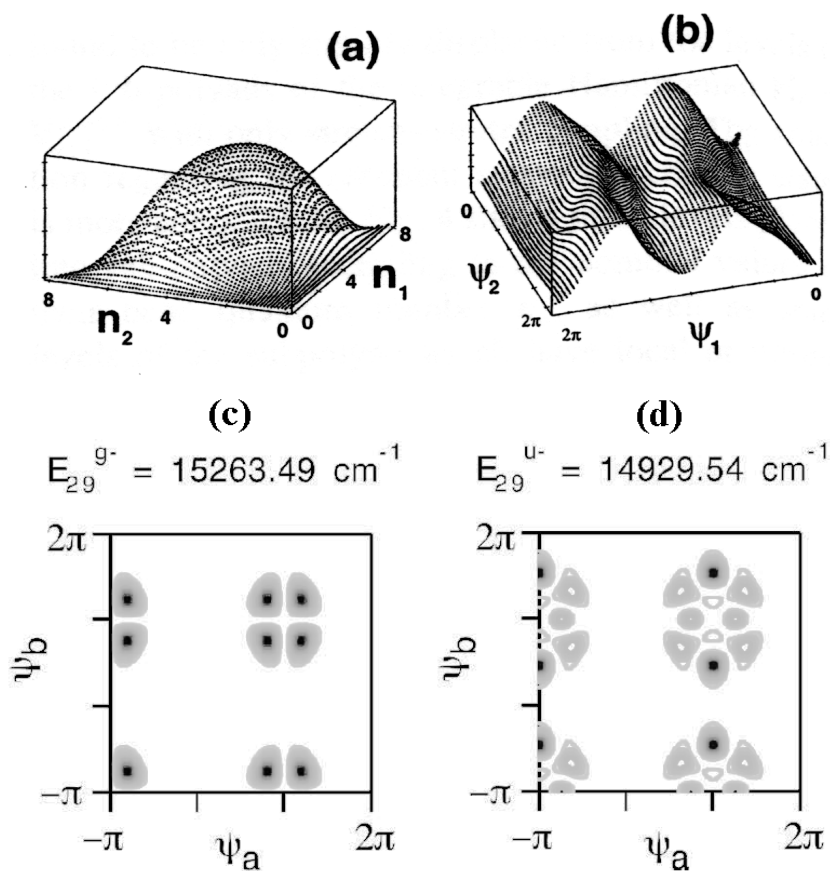 (a)
8
4
0
n₂
0
4
8
n₁
(b)
0
ψ₂
2π
2π
ψ₁
0
(c)
E₂₉ᵍ⁻ = 15263.49 cm⁻¹
2π
ψb
−π
−π
ψa
2π
(d)
E₂₉ᵘ⁻ = 14929.54 cm⁻¹
2π
ψb
−π
−π
ψa
2π